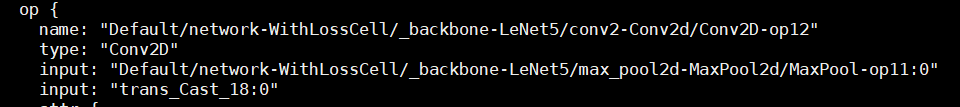 op {
name: "Default/network-WithLossCell/_backbone-LeNet5/conv2-Conv2d/Conv2D-op12"
type: "Conv2D"
input: "Default/network-WithLossCell/_backbone-LeNet5/max_pool2d-MaxPool2d/MaxPool-op11:0"
input: "trans_Cast_18:0"
attr {